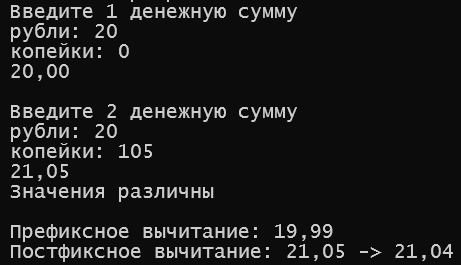 Введите 1 денежную сумму
рубли: 20
копейки: 0
20,00
Введите 2 денежную сумму
рубли: 20
копейки: 105
21,05
Значения различны
Префиксное вычитание: 19,99
Постфиксное вычитание: 21,05 -> 21,04